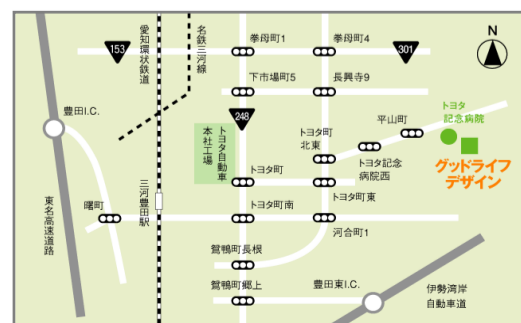 愛知環状鉄道
名鉄三河線
拳母町1
拳母町4
N
153
301
下市場町5
長興寺9
豊田I.C.
248
トヨタ自動車
本社工場
トヨタ町
北東
平山町
トヨタ
記念病院
トヨタ記念
病院西
グッドライフ
デザイン
トヨタ町
三河豊田駅
東名高速道路
曙町
トヨタ町南
トヨタ町東
河合町1
鴛鴨町長根
鴛鴨町郷上
豊田東I.C.
伊勢湾岸
自動車道